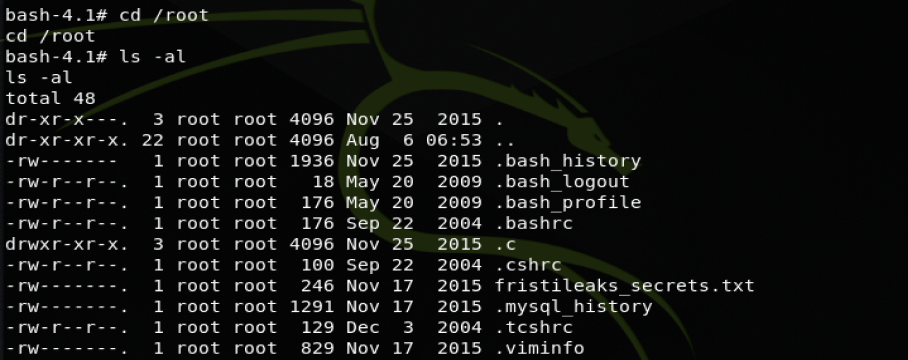 bash-4.1# cd /root
cd /root
bash-4.1# ls -al
ls -al
total 48
dr-xr-x---.  3 root root 4096 Nov 25  2015 .
dr-xr-xr-x. 22 root root 4096 Aug  6 06:53 ..
-rw-------   1 root root 1936 Nov 25  2015 .bash_history
-rw-r--r--.  1 root root   18 May 20  2009 .bash_logout
-rw-r--r--.  1 root root  176 May 20  2009 .bash_profile
-rw-r--r--.  1 root root  176 Sep 22  2004 .bashrc
drwxr-xr-x.  3 root root 4096 Nov 25  2015 .c
-rw-r--r--.  1 root root  100 Sep 22  2004 .cshrc
-rw-------.  1 root root  246 Nov 17  2015 fristileaks_secrets.txt
-rw-------.  1 root root 1291 Nov 17  2015 .mysql_history
-rw-r--r--.  1 root root  129 Dec  3  2004 .tcshrc
-rw-------.  1 root root  829 Nov 17  2015 .viminfo